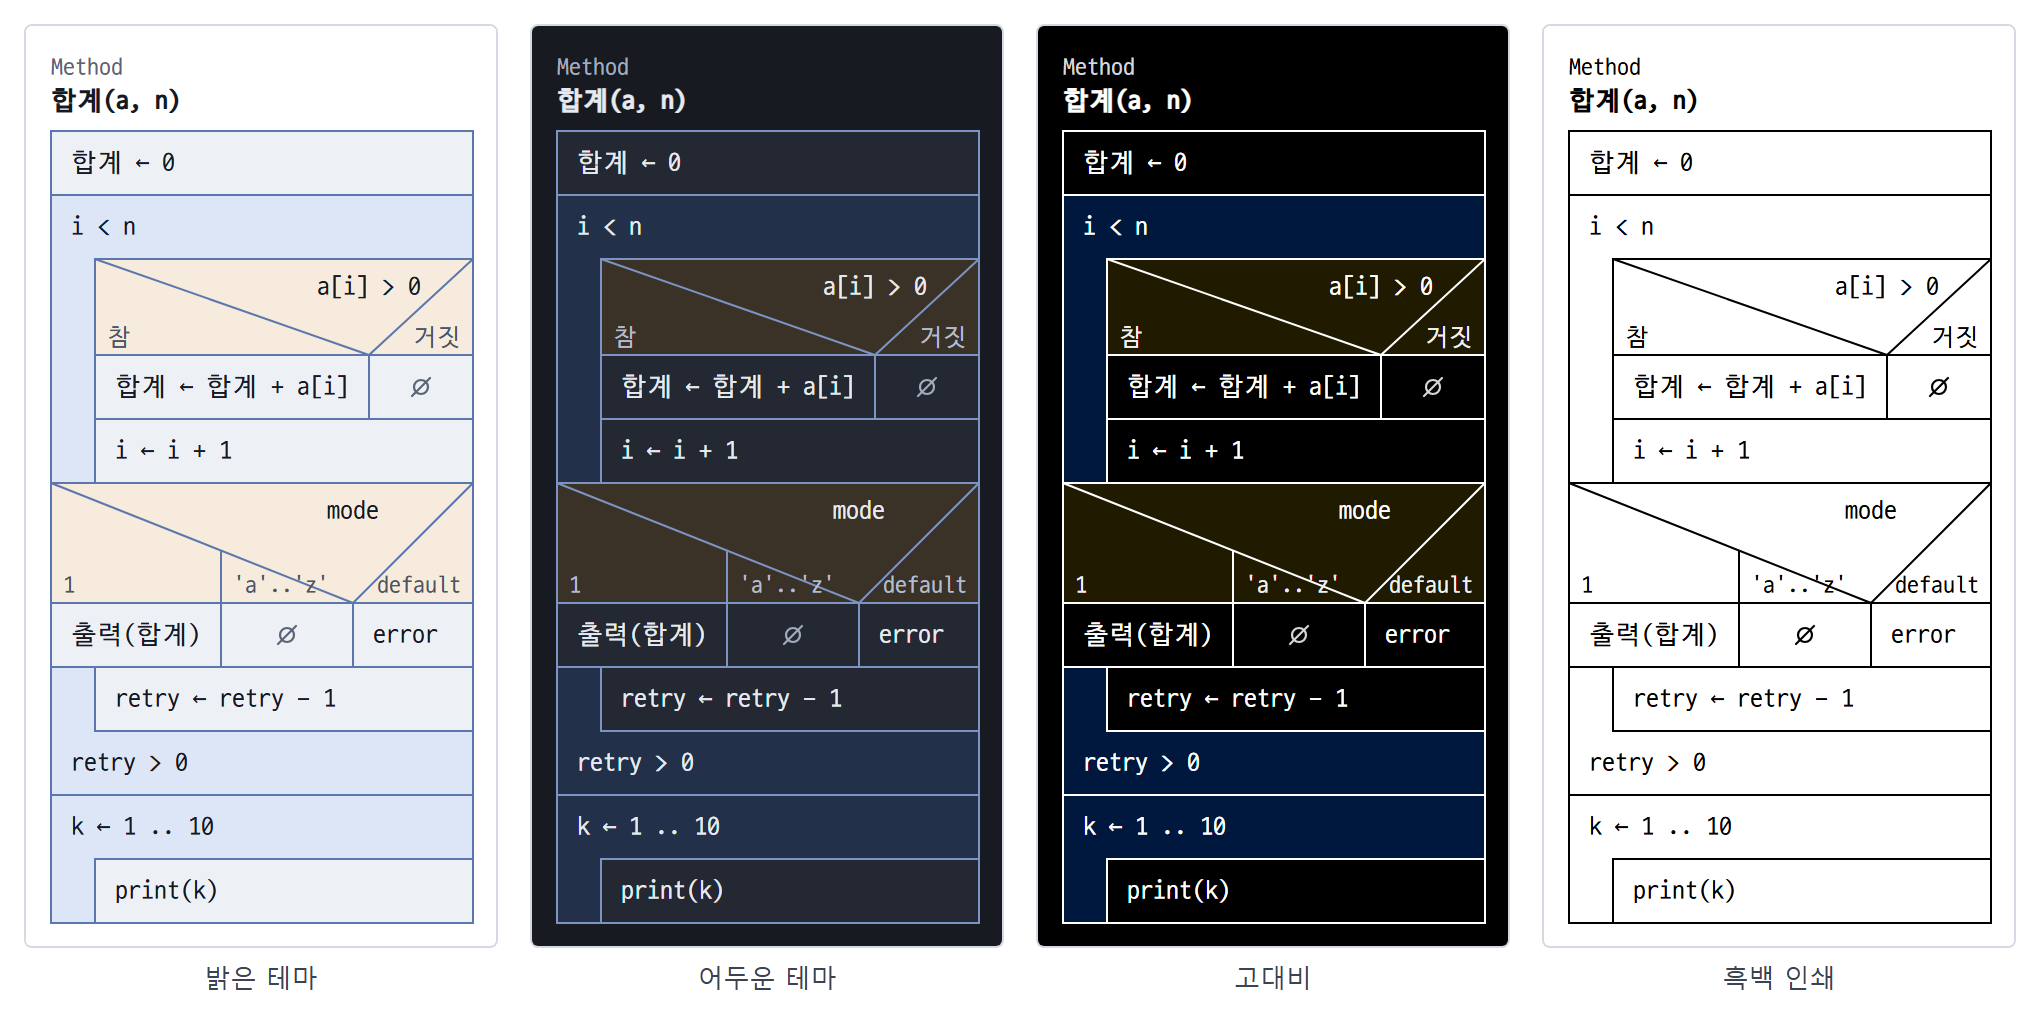 Method
합계(a, n)
합계 ← 0
i < n
a[i] > 0
참 거짓
합계 ← 합계 + a[i] ∅
i ← i + 1
mode
1 'a'..'z' default
출력(합계) ∅ error
retry ← retry − 1
retry > 0
k ← 1 .. 10
print(k)
밝은 테마
Method
합계(a, n)
합계 ← 0
i < n
a[i] > 0
참 거짓
합계 ← 합계 + a[i] ∅
i ← i + 1
mode
1 'a'..'z' default
출력(합계) ∅ error
retry ← retry − 1
retry > 0
k ← 1 .. 10
print(k)
어두운 테마
Method
합계(a, n)
합계 ← 0
i < n
a[i] > 0
참 거짓
합계 ← 합계 + a[i] ∅
i ← i + 1
mode
1 'a'..'z' default
출력(합계) ∅ error
retry ← retry − 1
retry > 0
k ← 1 .. 10
print(k)
고대비
Method
합계(a, n)
합계 ← 0
i < n
a[i] > 0
참 거짓
합계 ← 합계 + a[i] ∅
i ← i + 1
mode
1 'a'..'z' default
출력(합계) ∅ error
retry ← retry − 1
retry > 0
k ← 1 .. 10
print(k)
흑백 인쇄